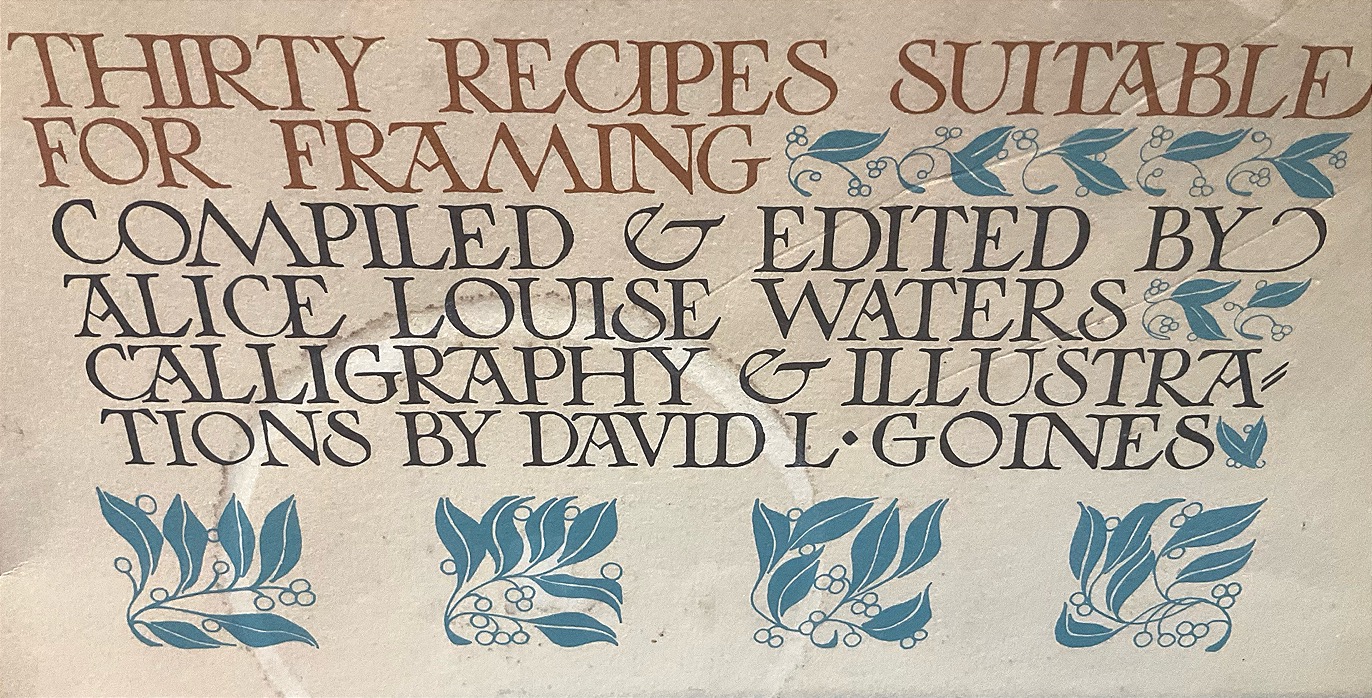 THIRTY RECIPES SUITABLE
FOR FRAMING
COMPILED & EDITED BY
ALICE LOUISE WATERS
CALLIGRAPHY & ILLUSTRA=
TIONS BY DAVID L· GOINES